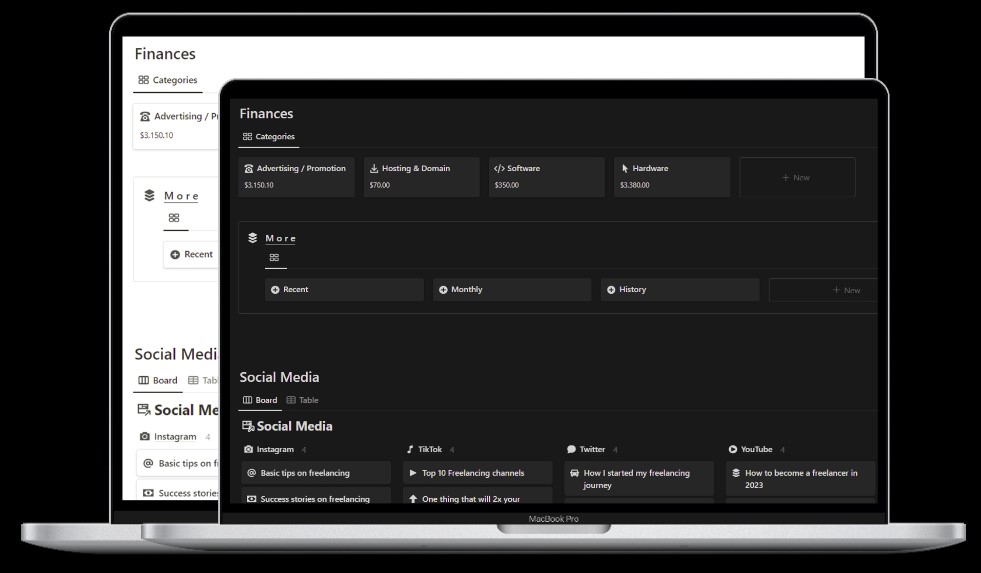 Finances
Categories
Advertising / Pr
$3,150.10
More
Recent
Social Medi
Board Tab
Social Me
Instagram 4
Basic tips on f
Success stories
Finances
Categories
Advertising / Promotion Hosting & Domain Software Hardware
$3,150.10 $70.00 $350.00 $3,380.00 + New
More
Recent Monthly History + New
Social Media
Board Table
Social Media
Instagram 4 TikTok 4 Twitter 4 YouTube 4
Basic tips on freelancing Top 10 Freelancing channels How I started my freelancing journey How to become a freelancer in 2023
Success stories on freelancing One thing that will 2x your
MacBook Pro